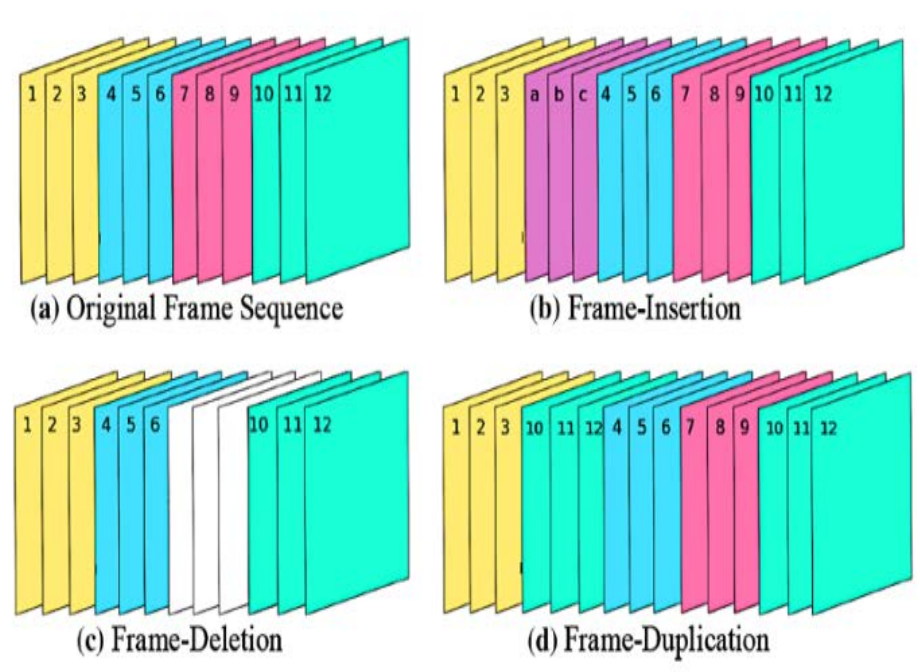 1 2 3 4 5 6 7 8 9 10 11 12
1 2 3 a b c 4 5 6 7 8 9 10 11 12
(a) Original Frame Sequence
(b) Frame-Insertion
1 2 3 4 5 6 10 11 12
1 2 3 10 11 12 4 5 6 7 8 9 10 11 12
(c) Frame-Deletion
(d) Frame-Duplication